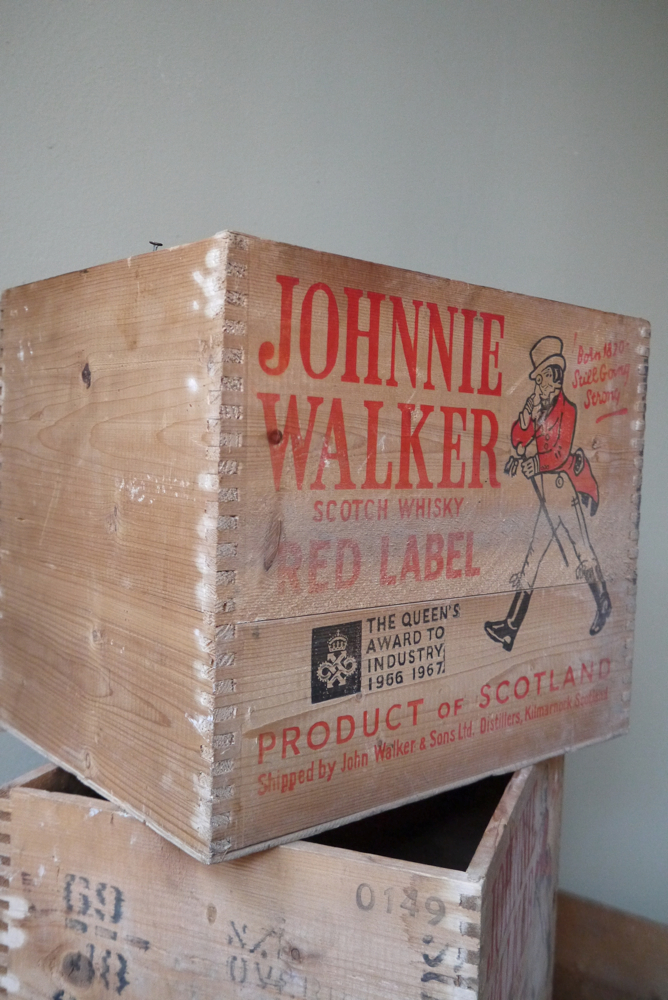 JOHNNIE
WALKER
Born 1820-
Still Going
Strong
SCOTCH WHISKY
RED LABEL
THE QUEEN'S
AWARD TO
INDUSTRY
1966 1967
PRODUCT OF SCOTLAND
Shipped by John Walker & Sons Ltd. Distillers, Kilmarnock, Scotland
0149
69